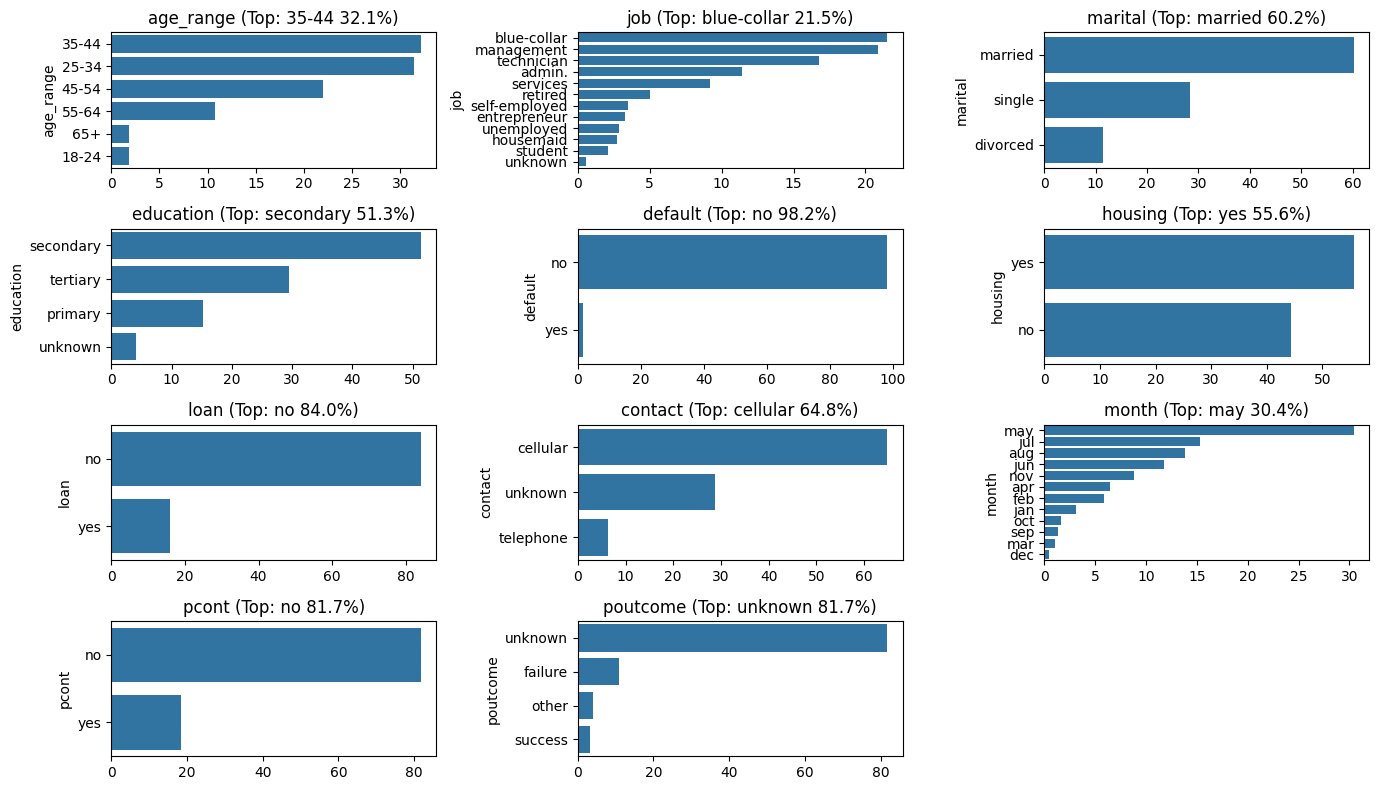 age_range (Top: 35-44 32.1%)
age_range
35-44
25-34
45-54
55-64
65+
18-24
0 5 10 15 20 25 30
job (Top: blue-collar 21.5%)
job
blue-collar
management
technician
admin.
services
retired
self-employed
entrepreneur
unemployed
housemaid
student
unknown
0 5 10 15 20
marital (Top: married 60.2%)
marital
married
single
divorced
0 10 20 30 40 50 60
education (Top: secondary 51.3%)
education
secondary
tertiary
primary
unknown
0 10 20 30 40 50
default (Top: no 98.2%)
default
no
yes
0 20 40 60 80 100
housing (Top: yes 55.6%)
housing
yes
no
0 10 20 30 40 50
loan (Top: no 84.0%)
loan
no
yes
0 20 40 60 80
contact (Top: cellular 64.8%)
contact
cellular
unknown
telephone
0 10 20 30 40 50 60
month (Top: may 30.4%)
month
may
jul
aug
jun
nov
apr
feb
jan
oct
sep
mar
dec
0 5 10 15 20 25 30
pcont (Top: no 81.7%)
pcont
no
yes
0 20 40 60 80
poutcome (Top: unknown 81.7%)
poutcome
unknown
failure
other
success
0 20 40 60 80